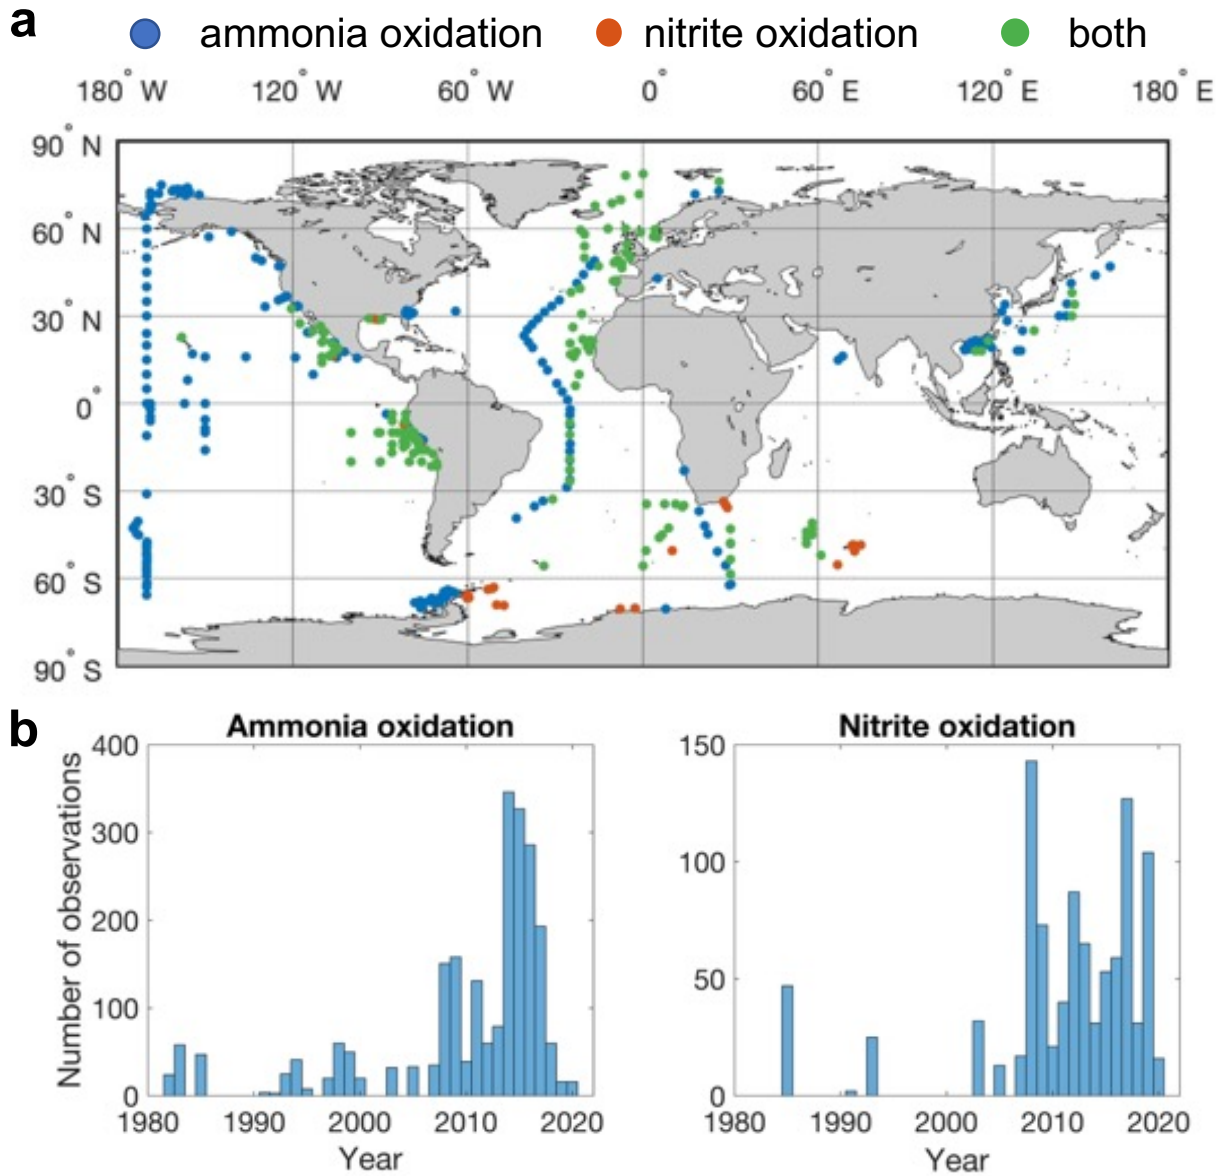 a
ammonia oxidation nitrite oxidation both
180° W 120° W 60° W 0° 60° E 120° E 180° E
90° N
60° N
30° N
0°
30° S
60° S
90° S
b
Ammonia oxidation Nitrite oxidation
Number of observations
400
300
200
100
0
1980 1990 2000 2010 2020
Year
150
100
50
0
1980 1990 2000 2010 2020
Year